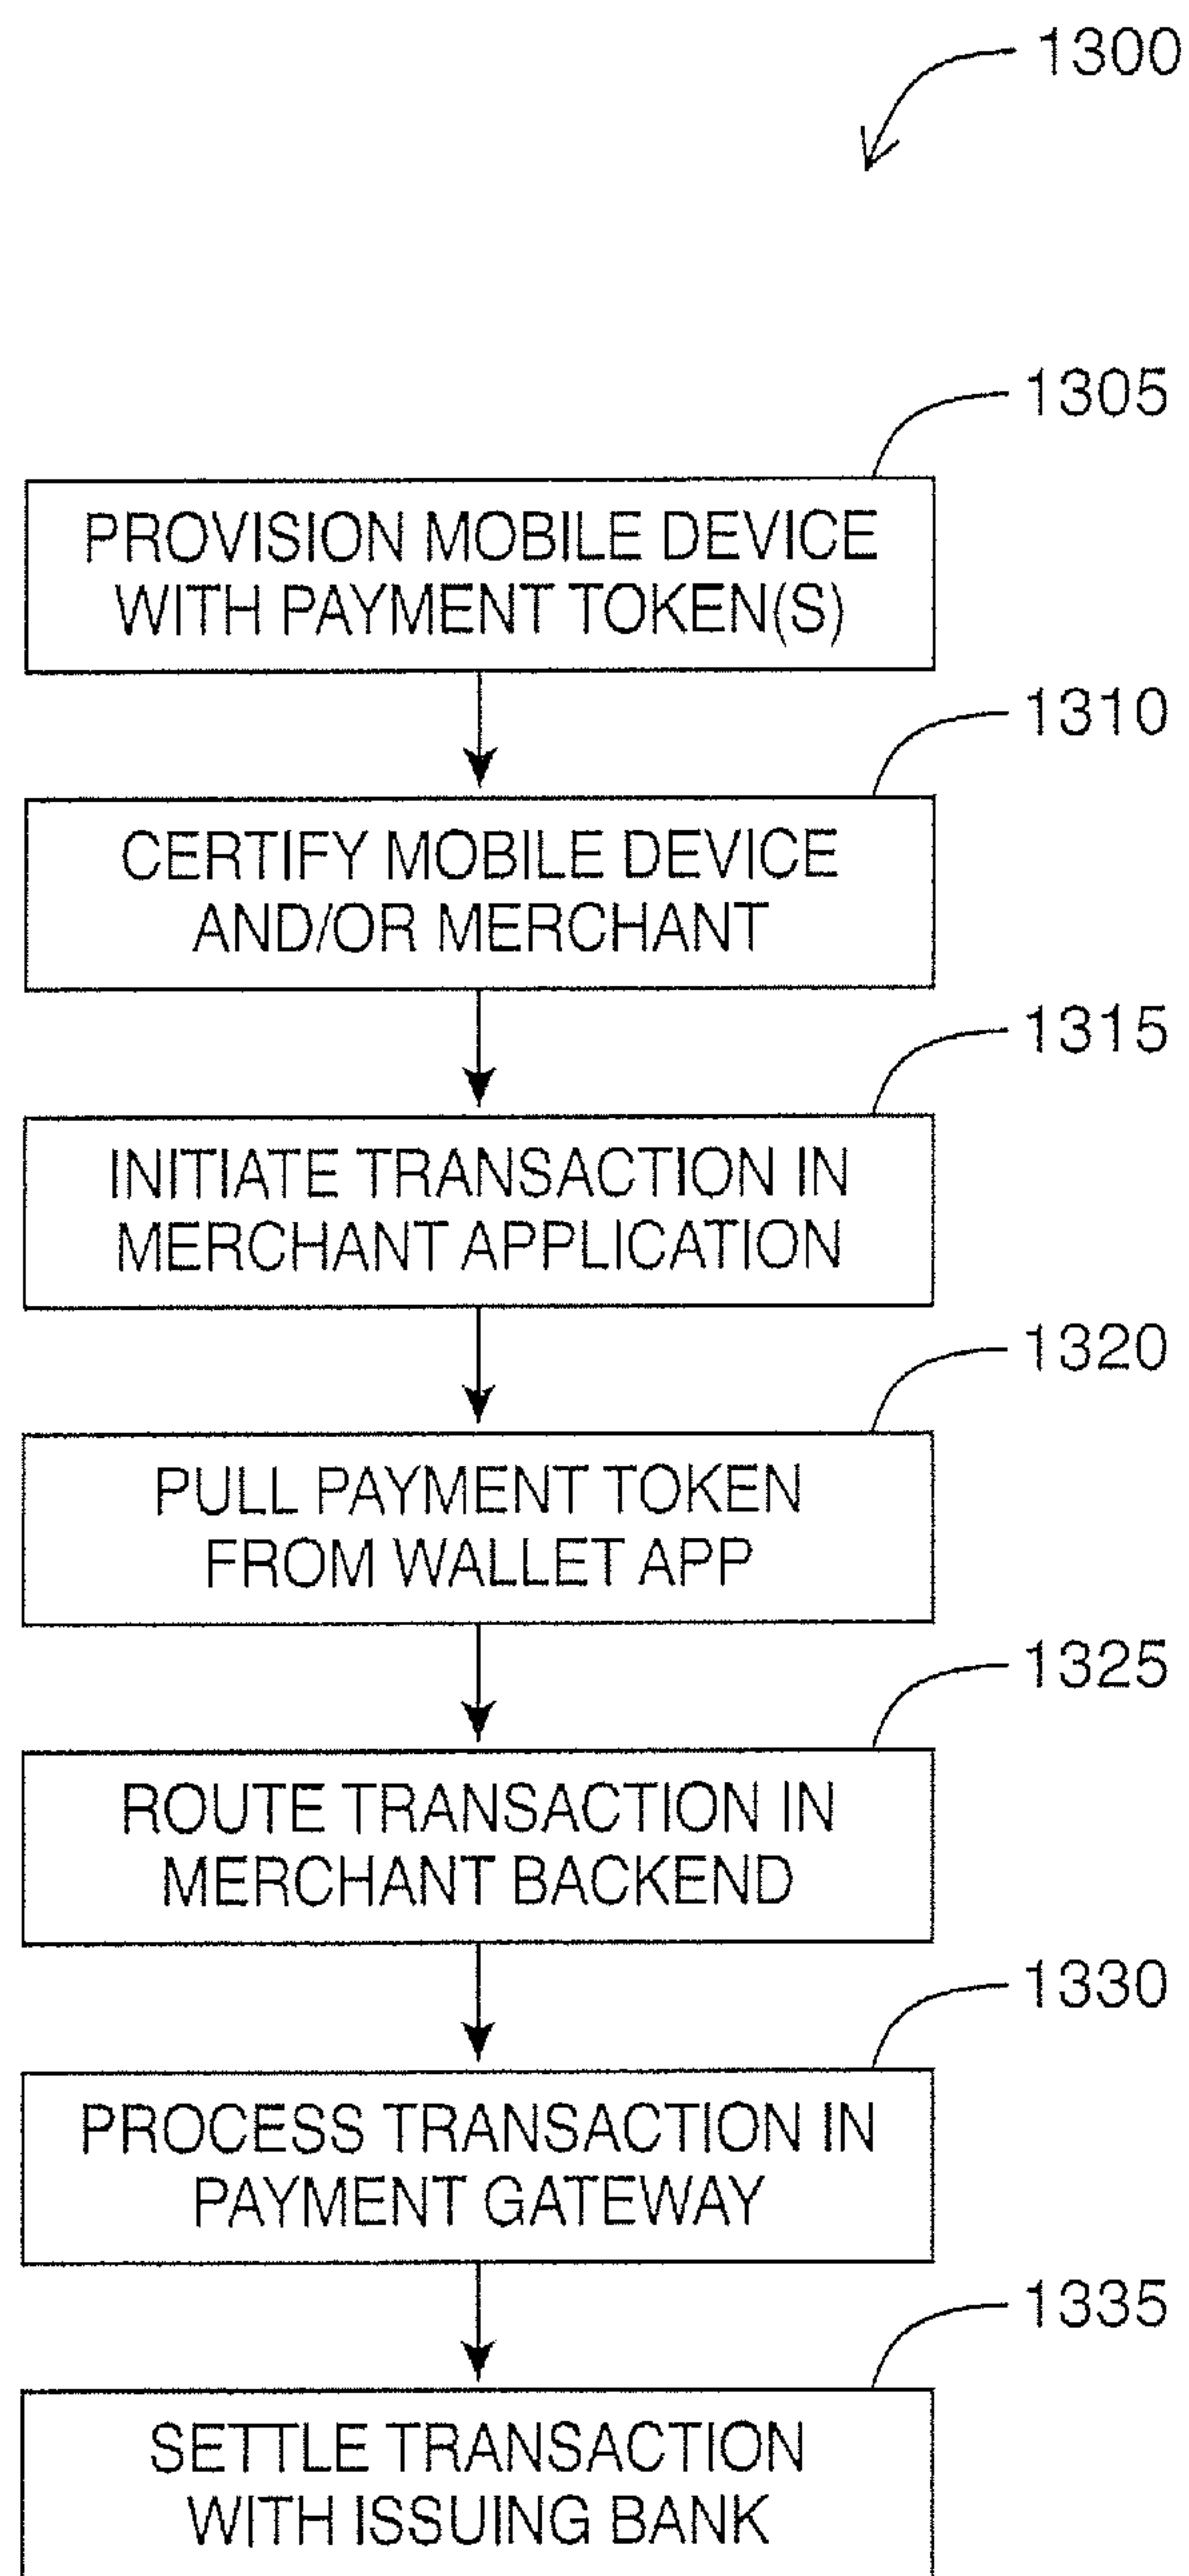 1300
1305
PROVISION MOBILE DEVICE
WITH PAYMENT TOKEN(S)
1310
CERTIFY MOBILE DEVICE
AND/OR MERCHANT
1315
INITIATE TRANSACTION IN
MERCHANT APPLICATION
1320
PULL PAYMENT TOKEN
FROM WALLET APP
1325
ROUTE TRANSACTION IN
MERCHANT BACKEND
1330
PROCESS TRANSACTION IN
PAYMENT GATEWAY
1335
SETTLE TRANSACTION
WITH ISSUING BANK